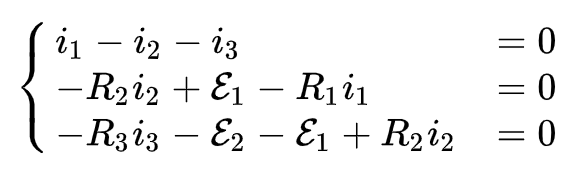 i₁ − i₂ − i₃ = 0
−R₂i₂ + ℰ₁ − R₁i₁ = 0
−R₃i₃ − ℰ₂ − ℰ₁ + R₂i₂ = 0